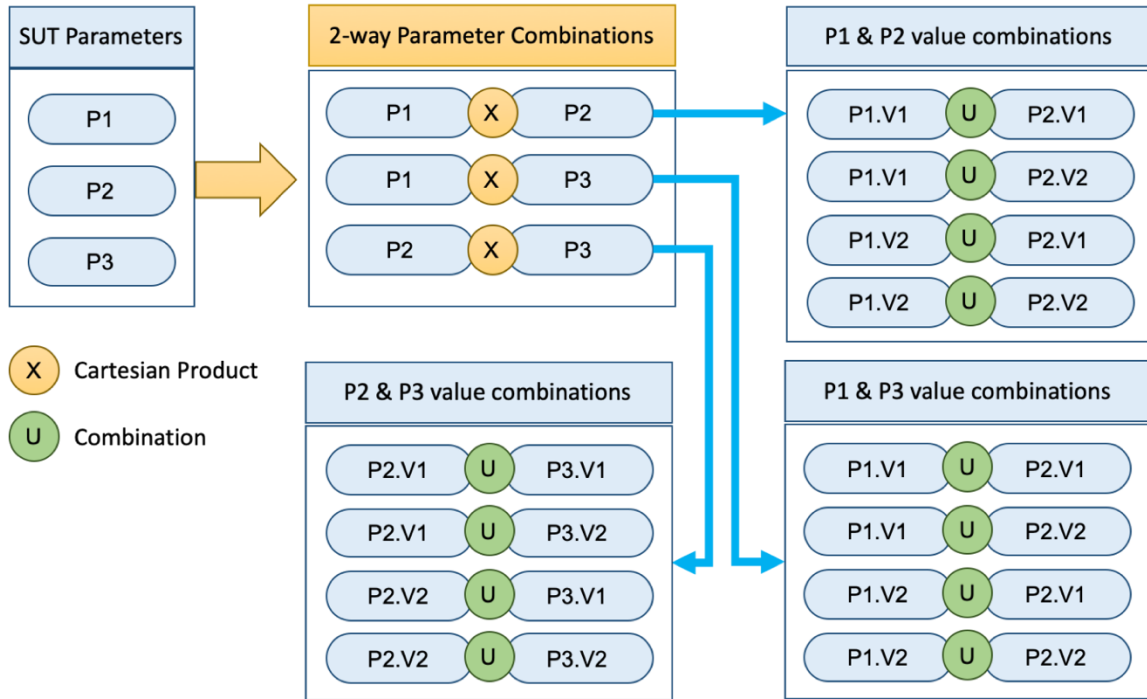 SUT Parameters
P1
P2
P3
2-way Parameter Combinations
P1 X P2
P1 X P3
P2 X P3
P1 & P2 value combinations
P1.V1 U P2.V1
P1.V1 U P2.V2
P1.V2 U P2.V1
P1.V2 U P2.V2
X Cartesian Product
U Combination
P2 & P3 value combinations
P2.V1 U P3.V1
P2.V1 U P3.V2
P2.V2 U P3.V1
P2.V2 U P3.V2
P1 & P3 value combinations
P1.V1 U P2.V1
P1.V1 U P2.V2
P1.V2 U P2.V1
P1.V2 U P2.V2